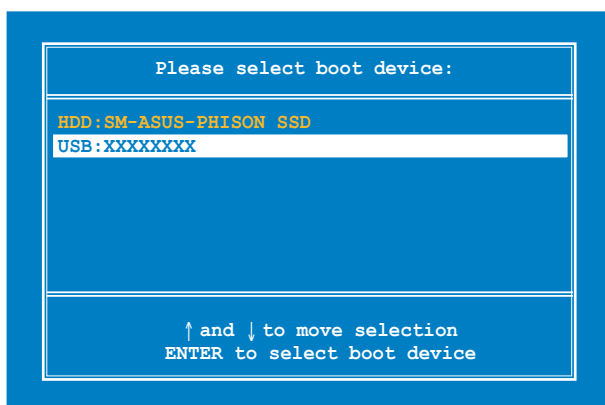 Please select boot device:
HDD:SM-ASUS-PHISON SSD
USB:XXXXXXXX
↑ and ↓ to move selection
ENTER to select boot device